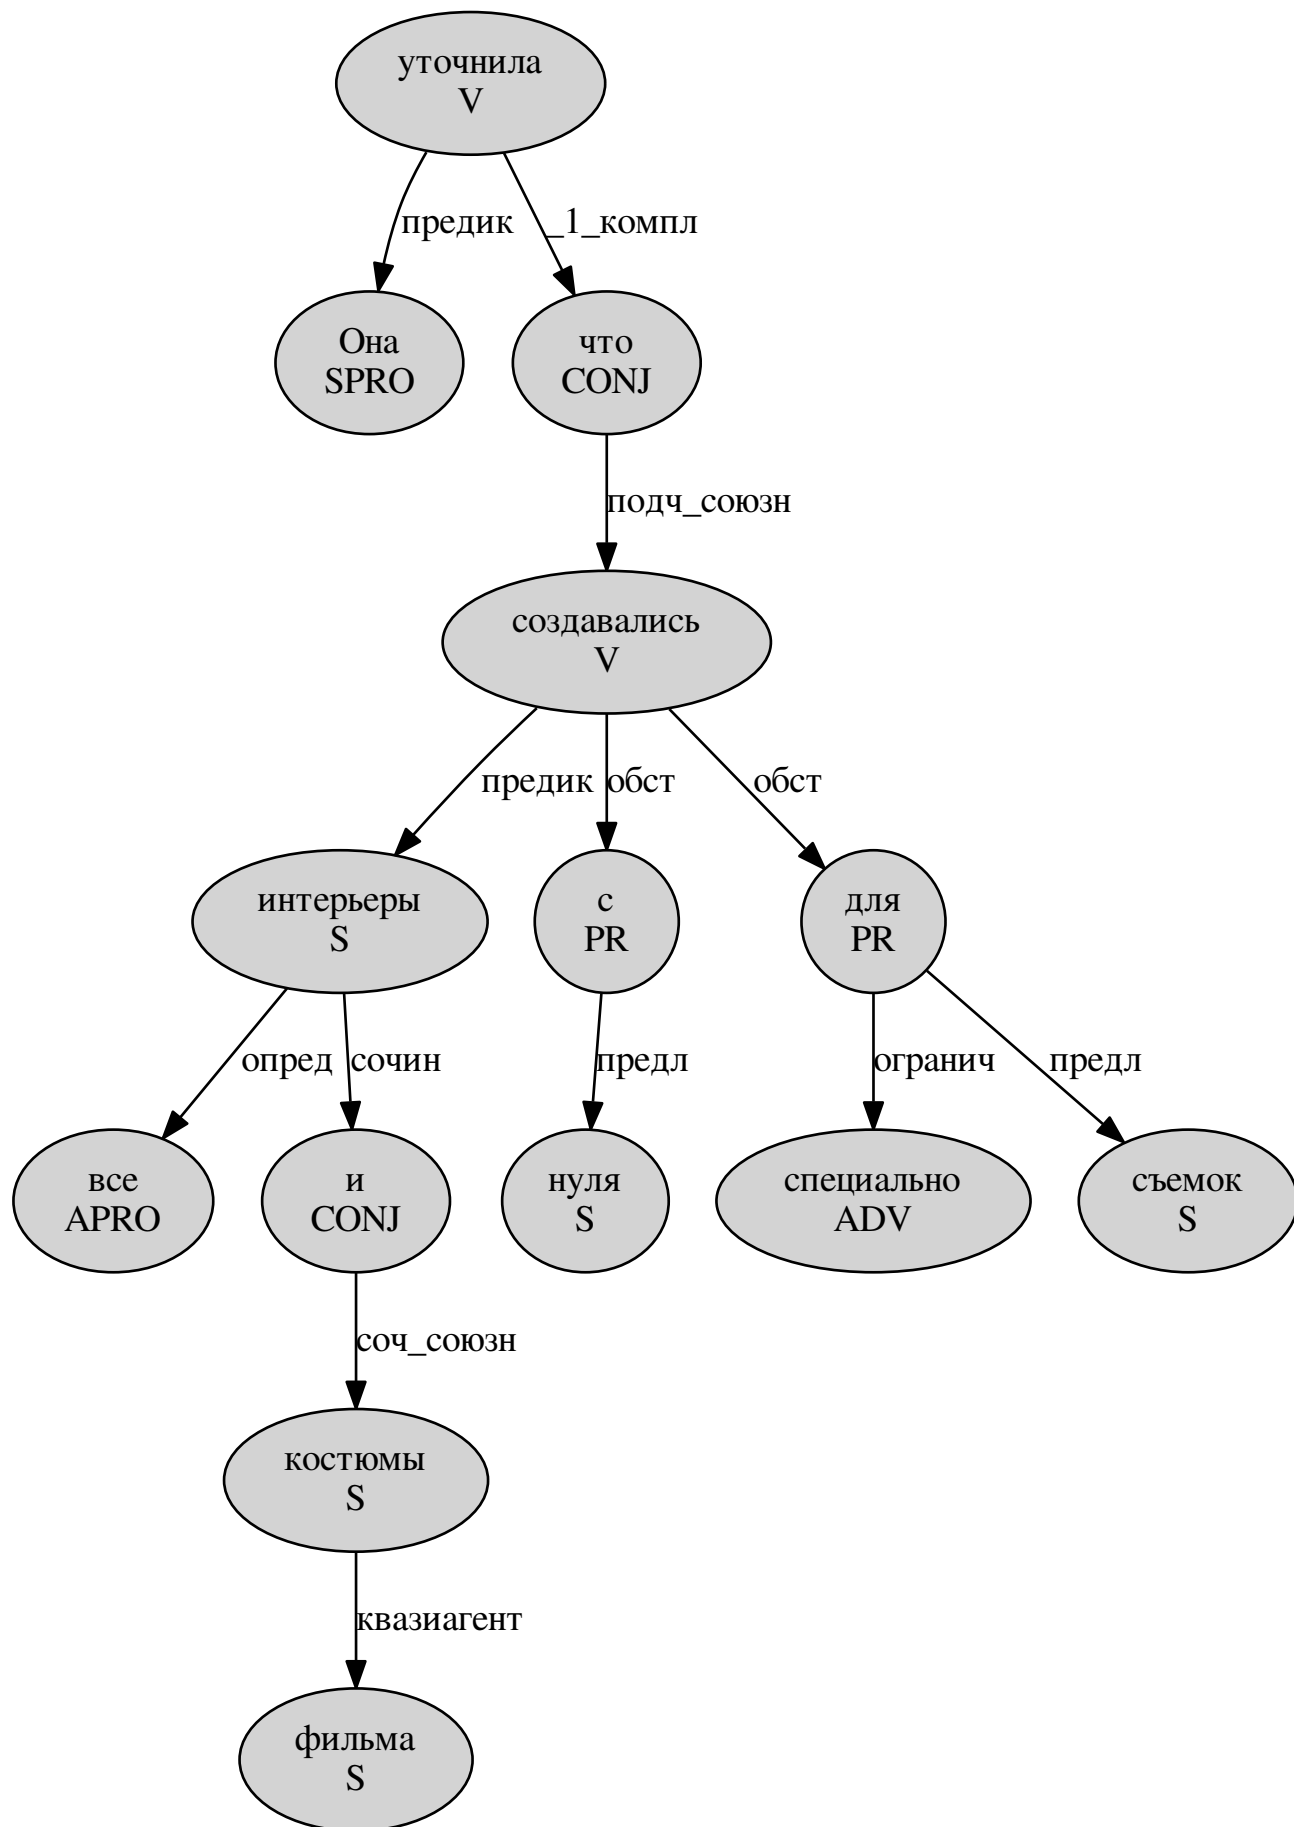 уточнила
V
предик
_1_компл
Она
SPRO
что
CONJ
подч_союзн
создавались
V
предик
обст
обст
интерьеры
S
с
PR
для
PR
опред
сочин
предл
огранич
предл
все
APRO
и
CONJ
нуля
S
специально
ADV
съемок
S
соч_союзн
костюмы
S
квазиагент
фильма
S